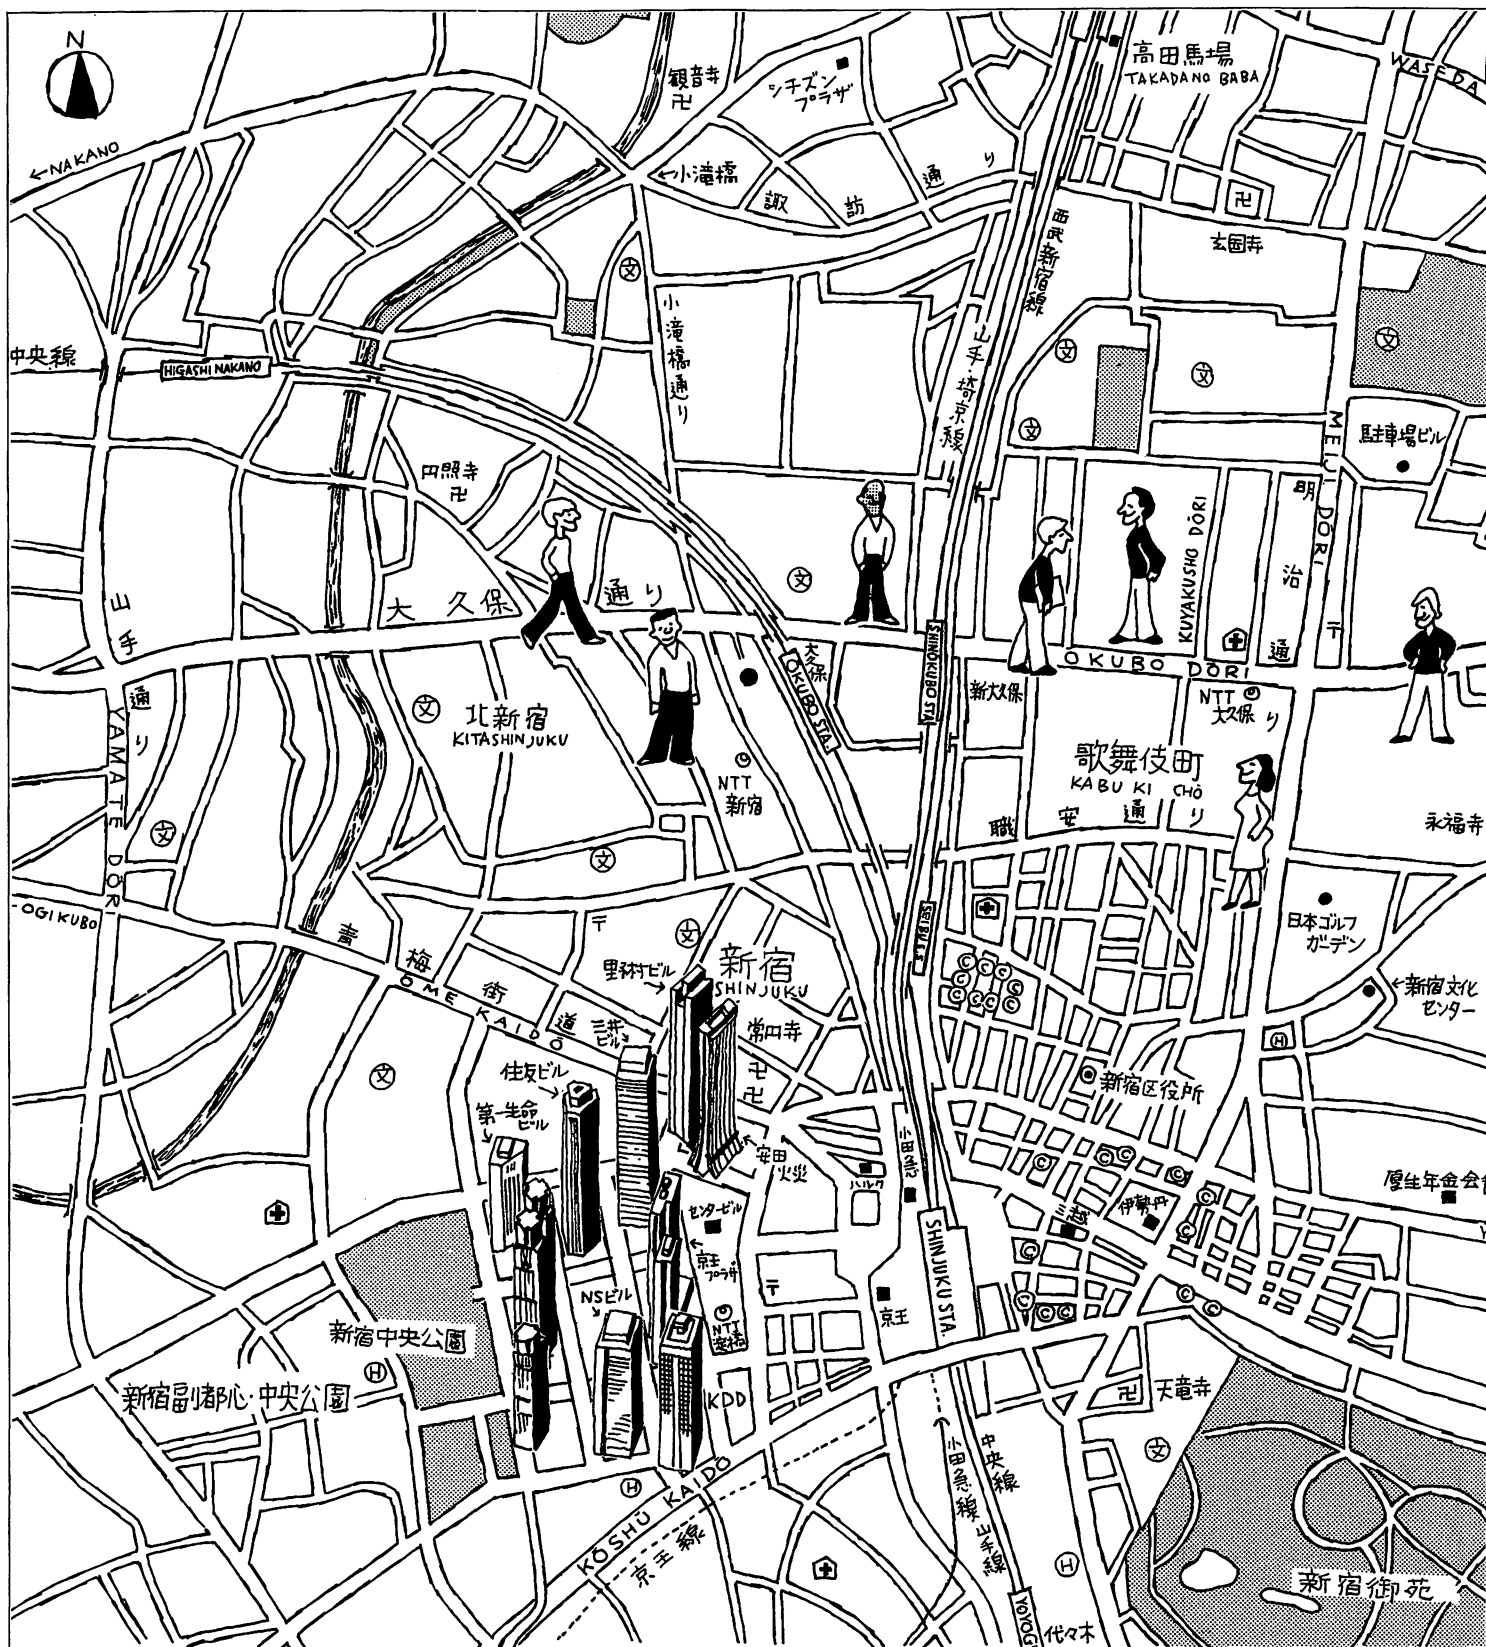 N
高田馬場
TAKADANO BABA
WASEDA
観音寺
卍
シチズン
プラザ
←NAKANO
←小滝橋
諏訪通り
卍
玄国寺
西武新宿線
文
文
小滝橋通り
中央線
HIGASHI NAKANO
山手・埼京線
文
文
文
MEIJI DŌRI
駐車場ビル
円照寺
卍
明治通り
KUYAKUSHO DŌRI
文
大久保通り
山手通り
〒
ŌKUBO DŌRI
大久保
ŌKUBO STA.
SHINŌKUBO STA
新大久保
NTT
大久保
文
北新宿
KITASHINJUKU
YAMATE DŌRI
NTT
新宿
歌舞伎町
KABUKI CHŌ
職安通り
永福寺
文
文
OGIKUBO
青梅街道
ŌME KAIDŌ
〒
文
日本ゴルフ
ガーデン
野村ビル→
新宿
SHINJUKU
←新宿文化
センター
C
C
C
C
C
C
C
C
C
三井
ビル
常円寺
卍
卍
H
住友ビル
文
新宿区役所
第一生命
ビル
安田
火災
小田急
ハルク
C
C
C
C
C
厚生年金会
センタービル
三越
伊勢丹
C
C
京王
プラザ
SHINJUKU STA.
NSビル
〒
京王
NTT
淀橋
C
C
C
C
C
新宿中央公園
H
新宿副都心・中央公園
KDD
卍
天竜寺
文
H
KŌSHŪ KAIDŌ
京王線
小田急線
中央線
山手線
H
新宿御苑
YOYOGI
代々木